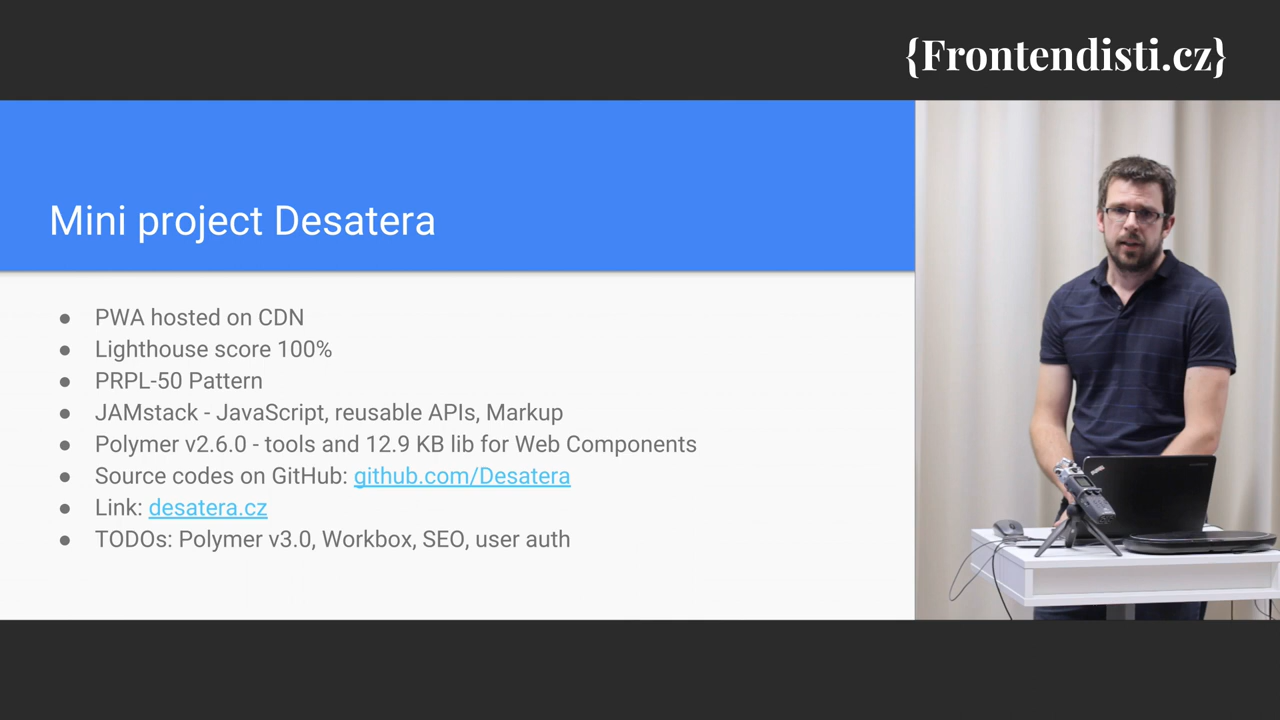 {Frontendisti.cz}
Mini project Desatera
● PWA hosted on CDN
● Lighthouse score 100%
● PRPL-50 Pattern
● JAMstack - JavaScript, reusable APIs, Markup
● Polymer v2.6.0 - tools and 12.9 KB lib for Web Components
● Source codes on GitHub: github.com/Desatera
● Link: desatera.cz
● TODOs: Polymer v3.0, Workbox, SEO, user auth